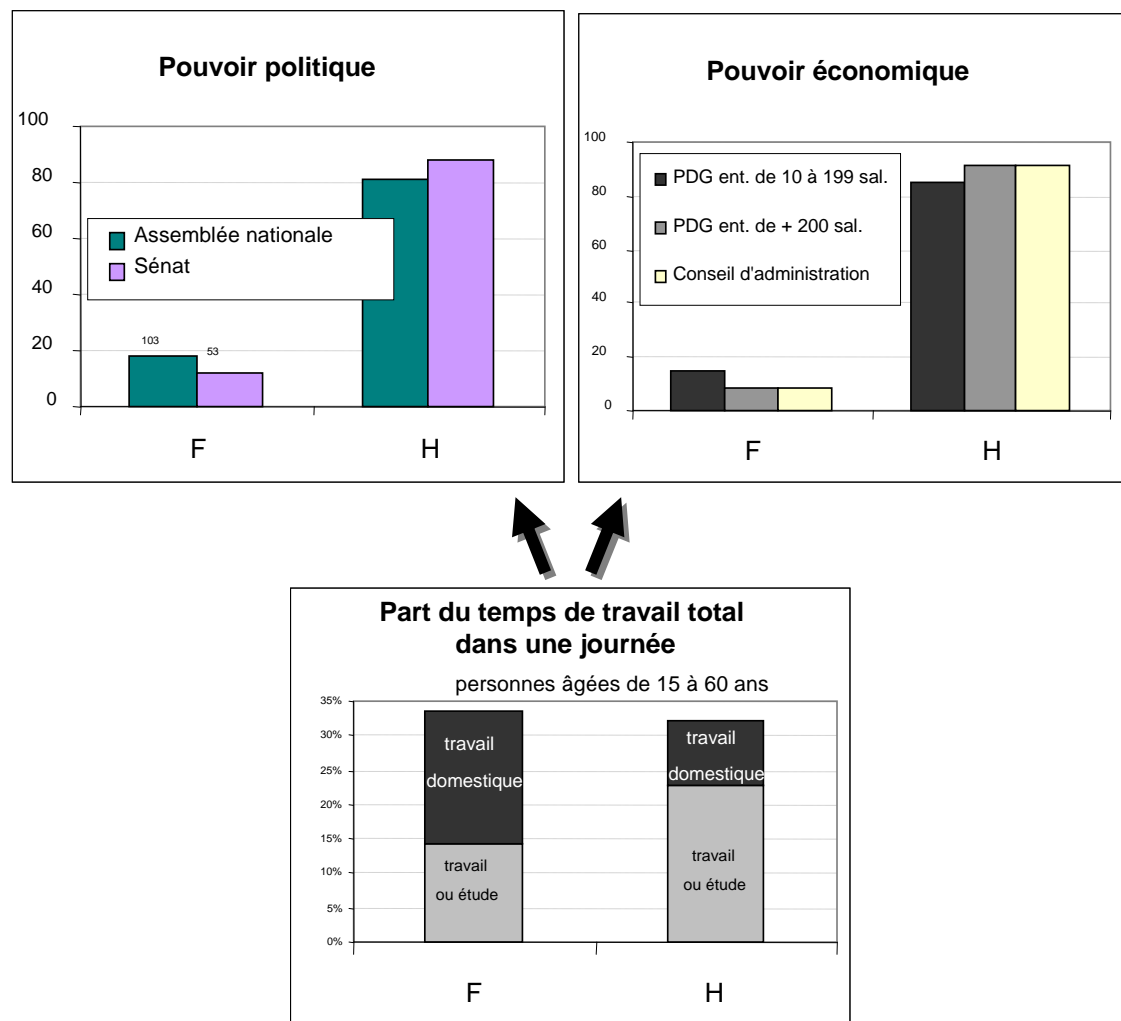 Pouvoir politique
100
80
60
40
20
0
Assemblée nationale
Sénat
103
53
F
H
Pouvoir économique
100
80
60
40
20
0
PDG ent. de 10 à 199 sal.
PDG ent. de + 200 sal.
Conseil d'administration
F
H
Part du temps de travail total
dans une journée
personnes âgées de 15 à 60 ans
35%
30%
25%
20%
15%
10%
5%
0%
travail
domestique
travail
ou étude
travail
domestique
travail
ou étude
F
H